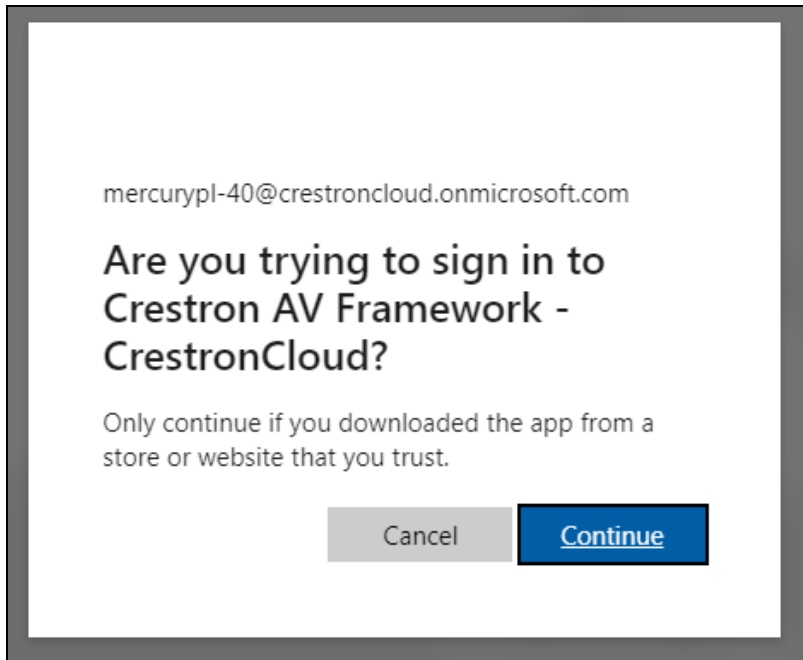 mercurypl-40@crestroncloud.onmicrosoft.com
Are you trying to sign in to
Crestron AV Framework -
CrestronCloud?
Only continue if you downloaded the app from a
store or website that you trust.
Cancel
Continue